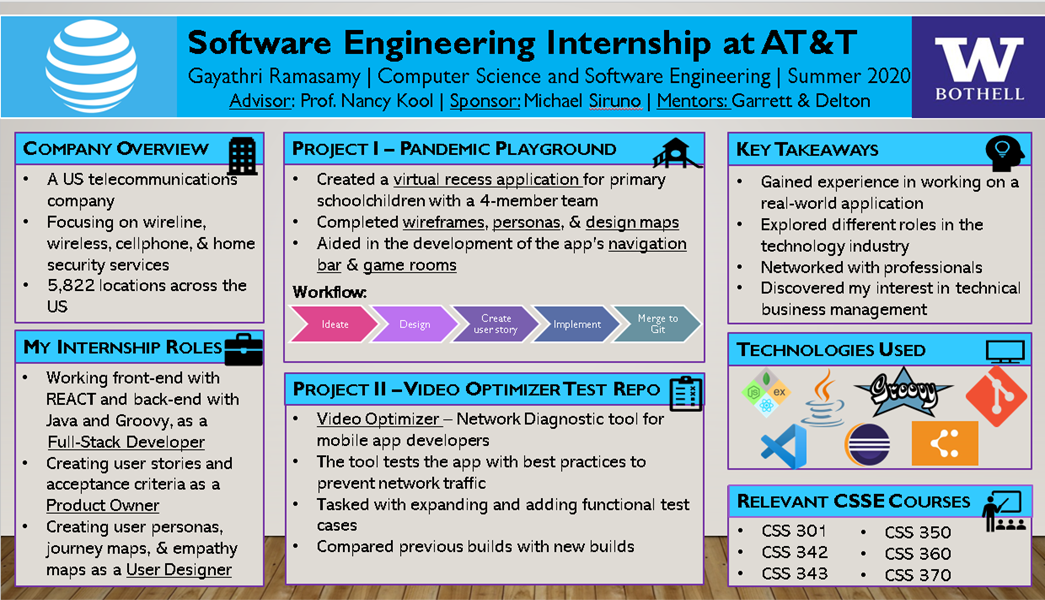 Software Engineering Internship at AT&T
Gayathri Ramasamy | Computer Science and Software Engineering | Summer 2020
Advisor: Prof. Nancy Kool | Sponsor: Michael Siruno | Mentors: Garrett & Delton
W
BOTHELL
COMPANY OVERVIEW
• A US telecommunications
company
• Focusing on wireline,
wireless, cellphone, & home
security services
• 5,822 locations across the
US
MY INTERNSHIP ROLES
• Working front-end with
REACT and back-end with
Java and Groovy, as a
Full-Stack Developer
• Creating user stories and
acceptance criteria as a
Product Owner
• Creating user personas,
journey maps, & empathy
maps as a User Designer
PROJECT I – PANDEMIC PLAYGROUND
• Created a virtual recess application for primary
schoolchildren with a 4-member team
• Completed wireframes, personas, & design maps
• Aided in the development of the app's navigation
bar & game rooms
Workflow:
Ideate
Design
Create
user story
Implement
Merge to
Git
PROJECT II – VIDEO OPTIMIZER TEST REPO
• Video Optimizer – Network Diagnostic tool for
mobile app developers
• The tool tests the app with best practices to
prevent network traffic
• Tasked with expanding and adding functional test
cases
• Compared previous builds with new builds
KEY TAKEAWAYS
• Gained experience in working on a
real-world application
• Explored different roles in the
technology industry
• Networked with professionals
• Discovered my interest in technical
business management
TECHNOLOGIES USED
ex
Groovy
RELEVANT CSSE COURSES
• CSS 301
• CSS 342
• CSS 343
• CSS 350
• CSS 360
• CSS 370